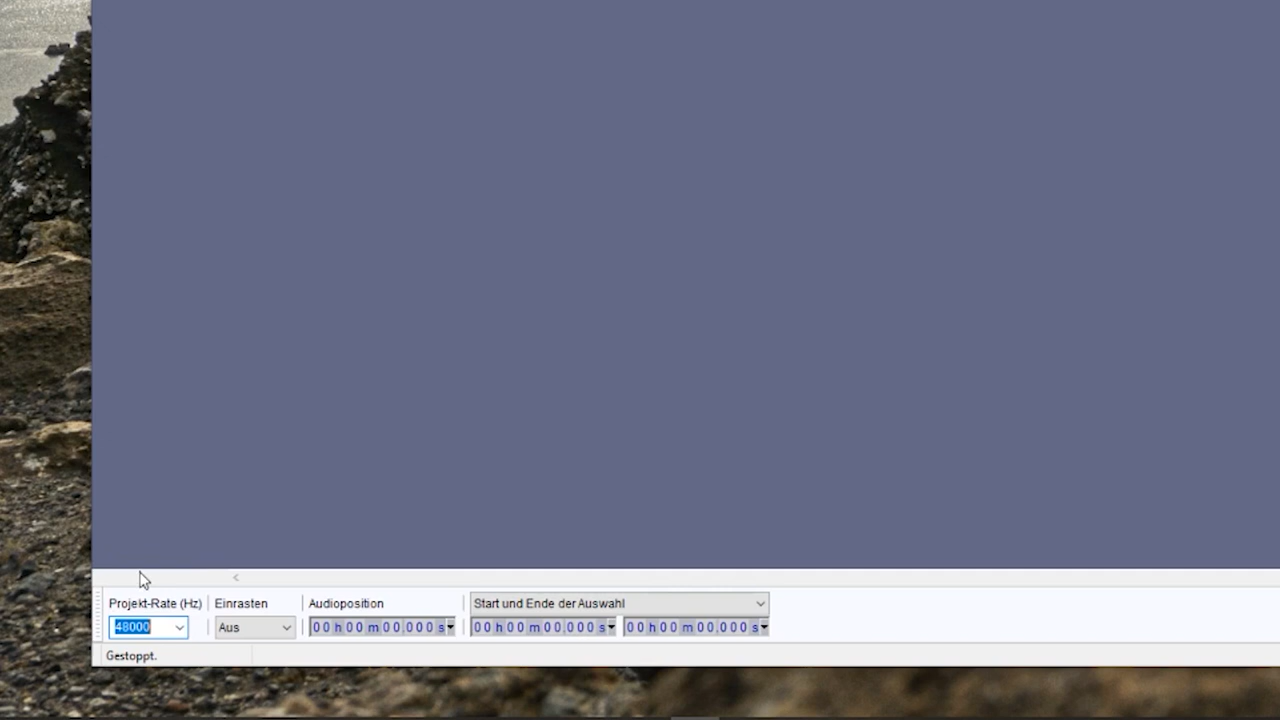 Projekt-Rate (Hz)
Einrasten
Audioposition
Start und Ende der Auswahl
48000
Aus
00 h 00 m 00,000 s
00 h 00 m 00,000 s
00 h 00 m 00,000 s
Gestoppt.